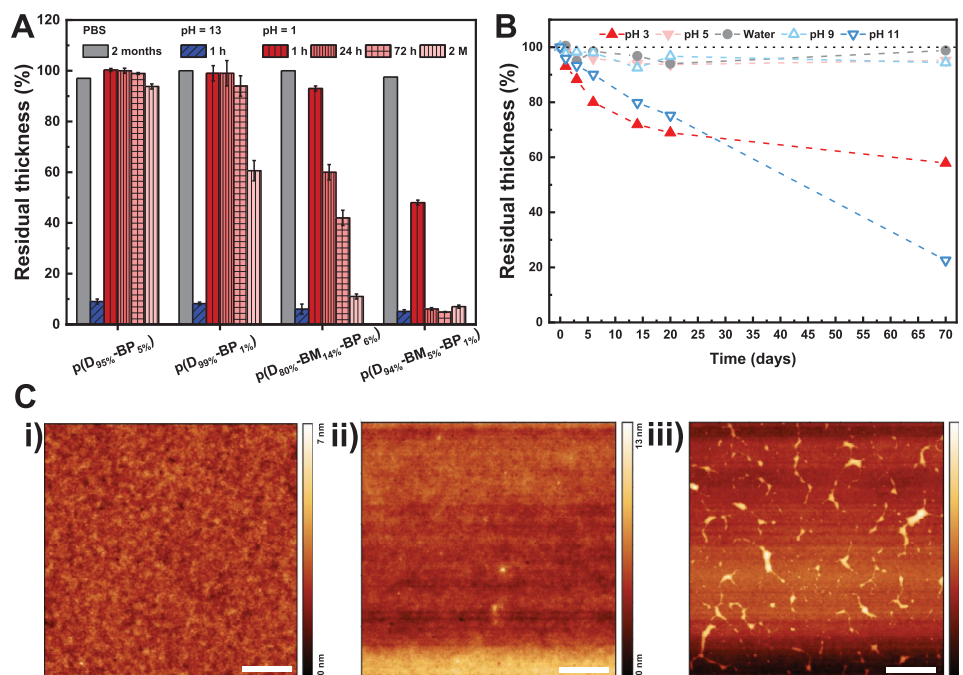 A
PBS pH = 13 pH = 1
2 months 1 h 1 h 24 h 72 h 2 M
Residual thickness (%)
120
100
80
60
40
20
0
p(D95%-BP5%)
p(D99%-BP1%)
p(D80%-BM14%-BP6%)
p(D94%-BM5%-BP1%)
B
pH 3 pH 5 Water pH 9 pH 11
Residual thickness (%)
100
80
60
40
20
0
0 5 10 15 20 25 30 35 40 45 50 55 60 65 70
Time (days)
C
i)
7 nm
0 nm
ii)
13 nm
0 nm
iii)